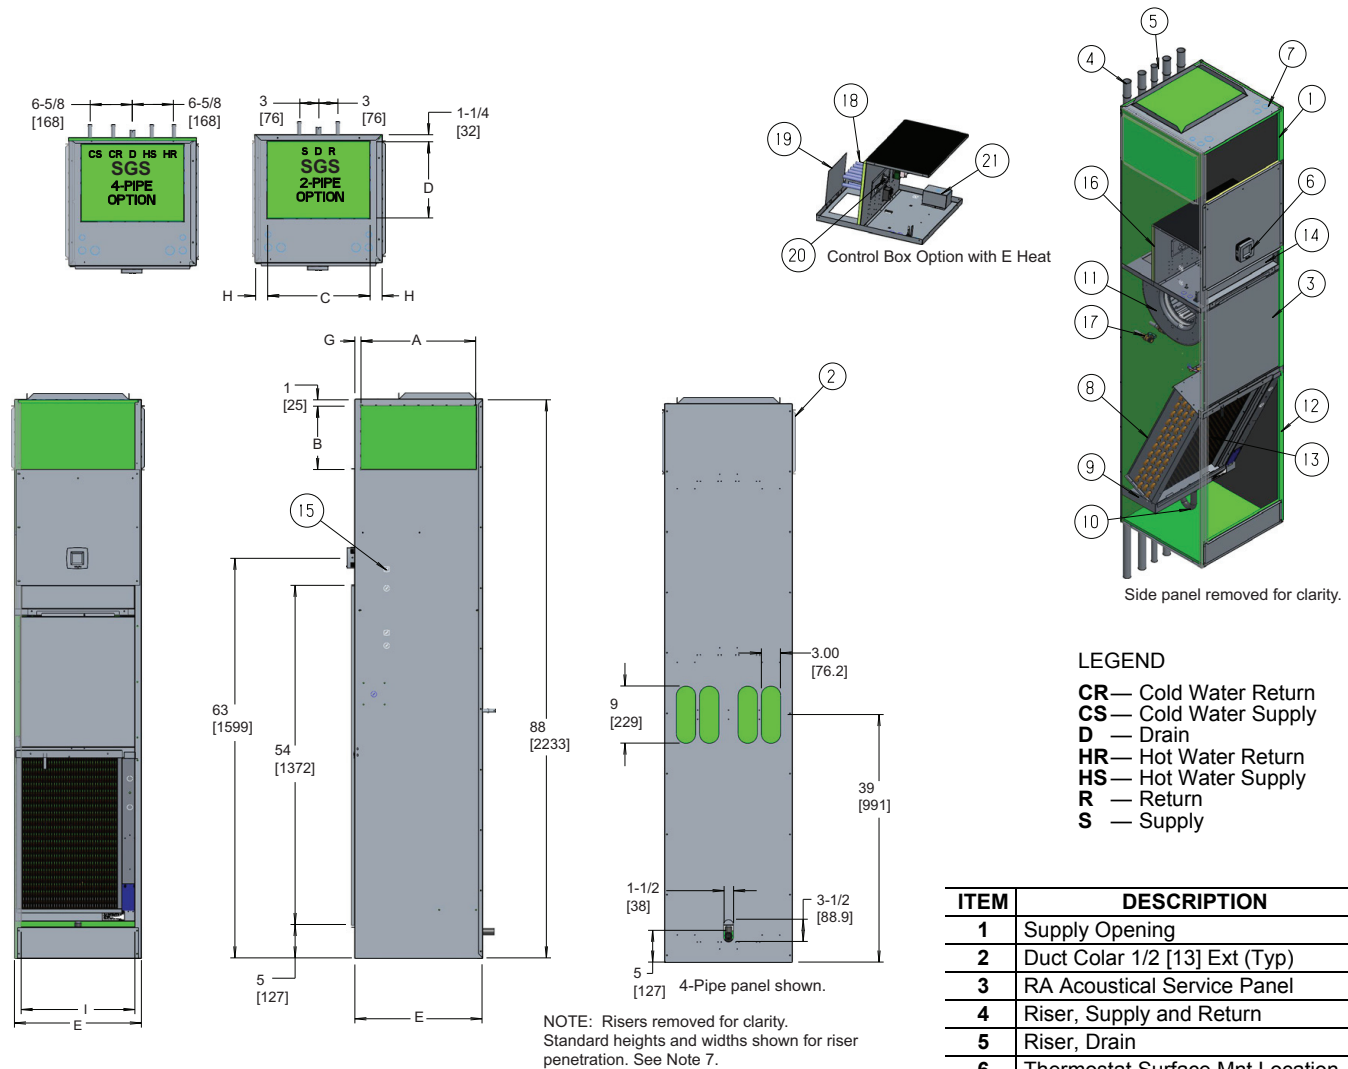 6-5/8
[168]
6-5/8
[168]
3
[76]
3
[76]
1-1/4
[32]
CS CR D HS HR
SGS
4-PIPE
OPTION
S D R
SGS
2-PIPE
OPTION
D
H
C
H
18
19
21
20
Control Box Option with E Heat
5
4
7
1
16
6
14
11
3
17
8
12
9
13
10
Side panel removed for clarity.
G
A
1
[25]
B
2
15
63
[1599]
54
[1372]
88
[2233]
5
[127]
I
E
E
3.00
[76.2]
9
[229]
39
[991]
1-1/2
[38]
3-1/2
[88.9]
5
[127]
4-Pipe panel shown.
NOTE: Risers removed for clarity.
Standard heights and widths shown for riser
penetration. See Note 7.
LEGEND
CR — Cold Water Return
CS — Cold Water Supply
D — Drain
HR — Hot Water Return
HS — Hot Water Supply
R — Return
S — Supply
ITEM DESCRIPTION
1 Supply Opening
2 Duct Colar 1/2 [13] Ext (Typ)
3 RA Acoustical Service Panel
4 Riser, Supply and Return
5 Riser, Drain
6 Thermostat Surface Mnt Location